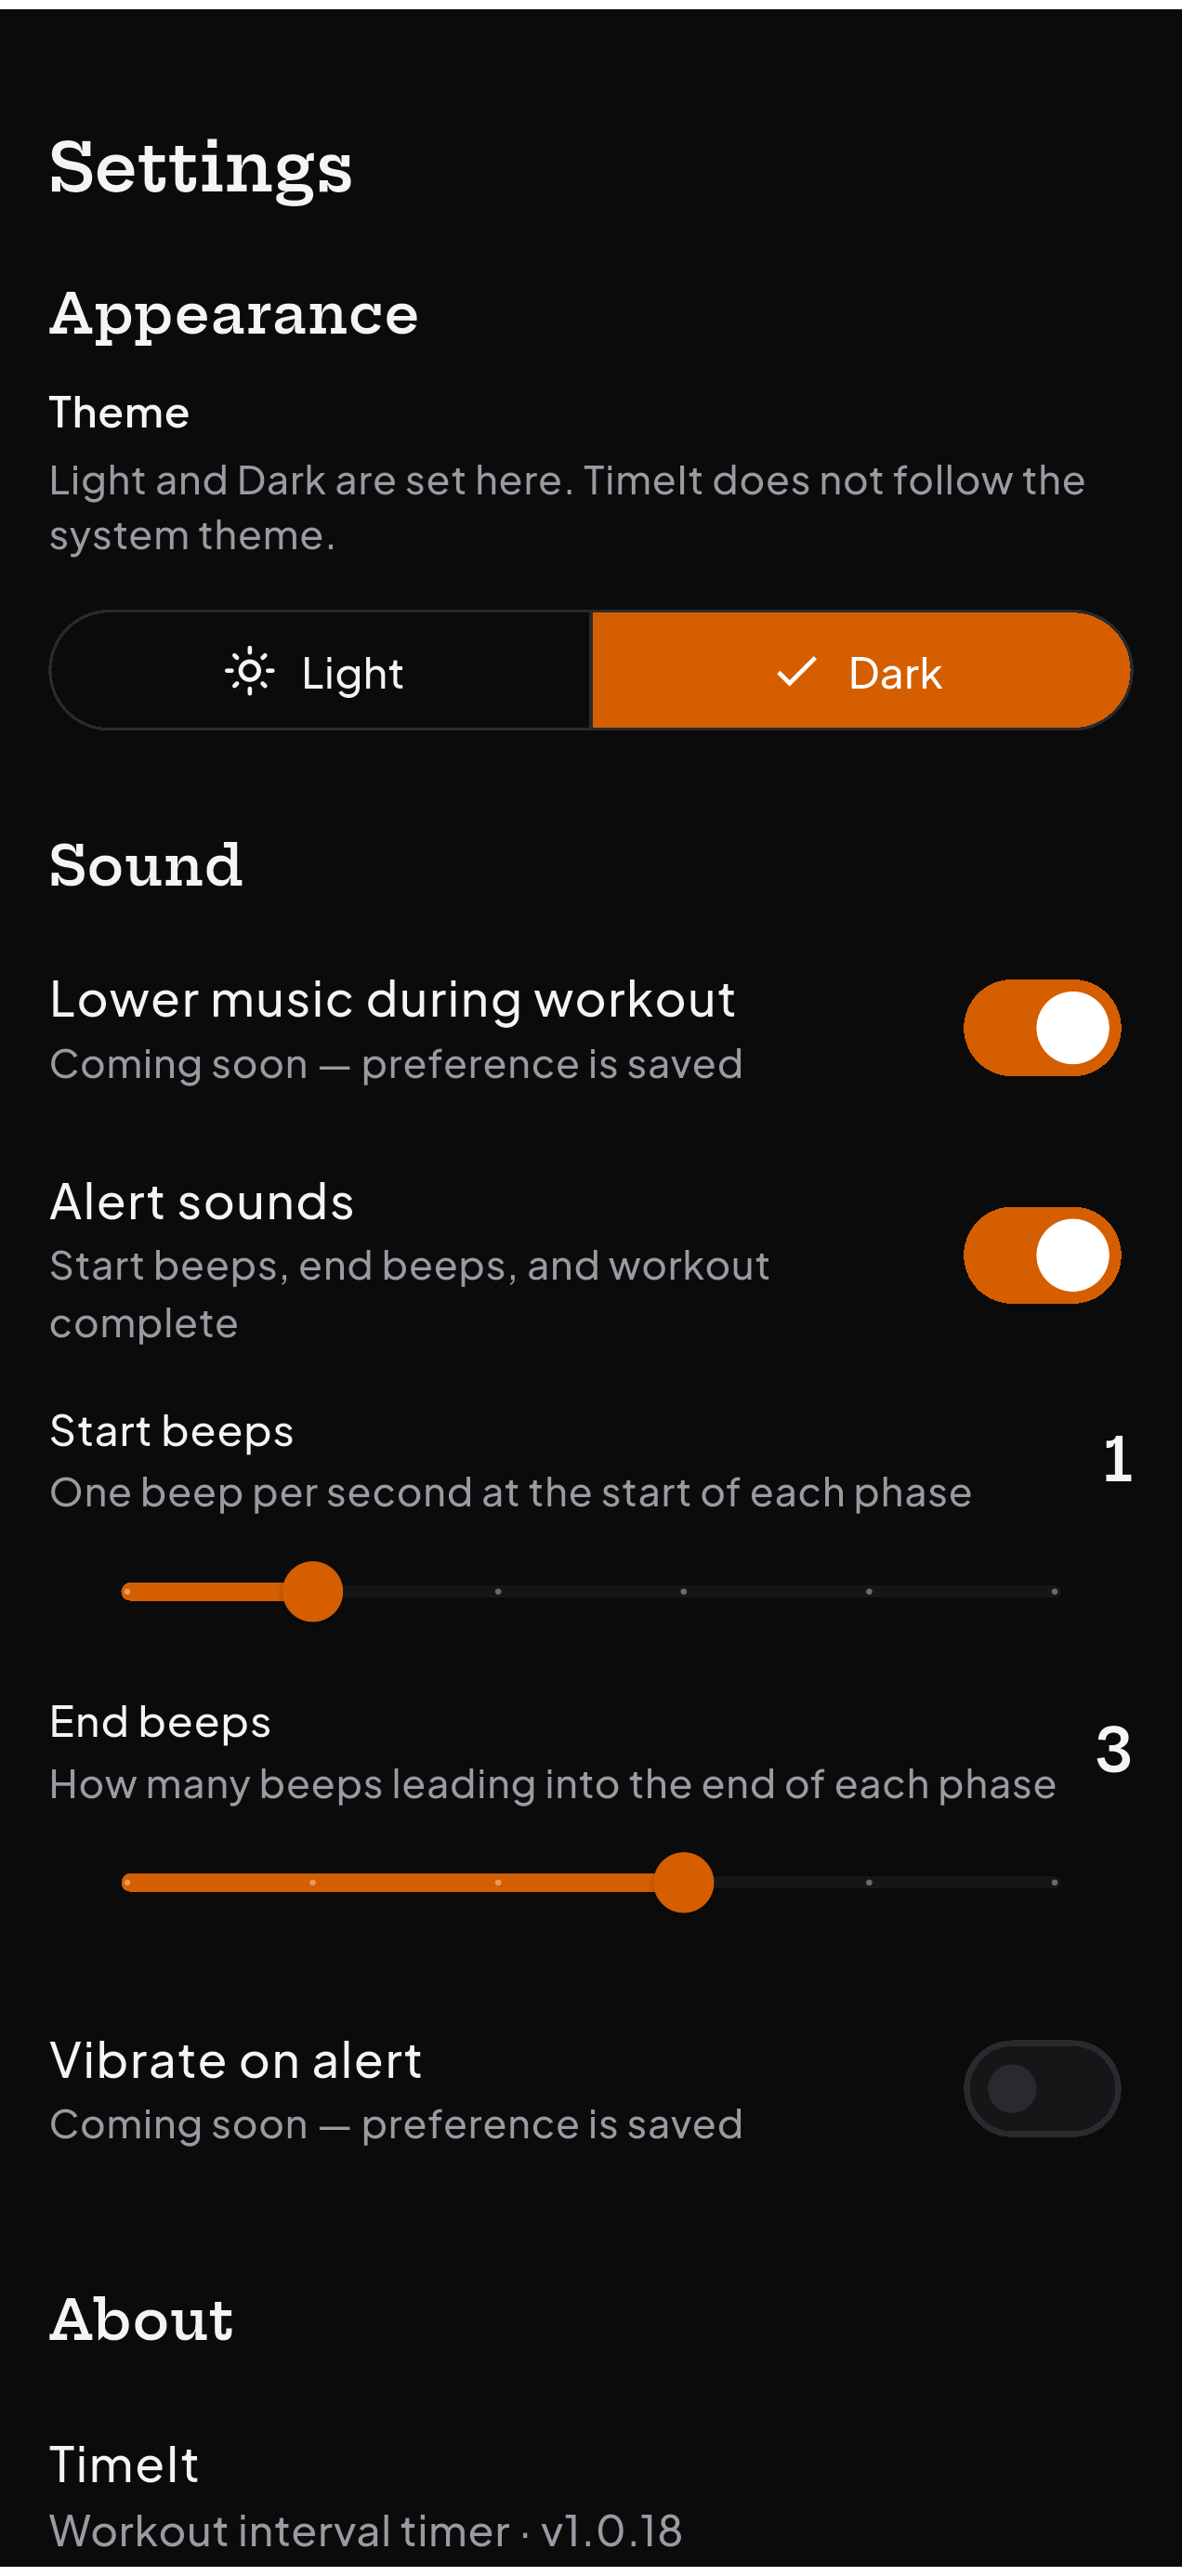 Settings
Appearance
Theme
Light and Dark are set here. TimeIt does not follow the
system theme.
Light
Dark
Sound
Lower music during workout
Coming soon — preference is saved
Alert sounds
Start beeps, end beeps, and workout
complete
Start beeps
1
One beep per second at the start of each phase
End beeps
3
How many beeps leading into the end of each phase
Vibrate on alert
Coming soon — preference is saved
About
TimeIt
Workout interval timer · v1.0.18